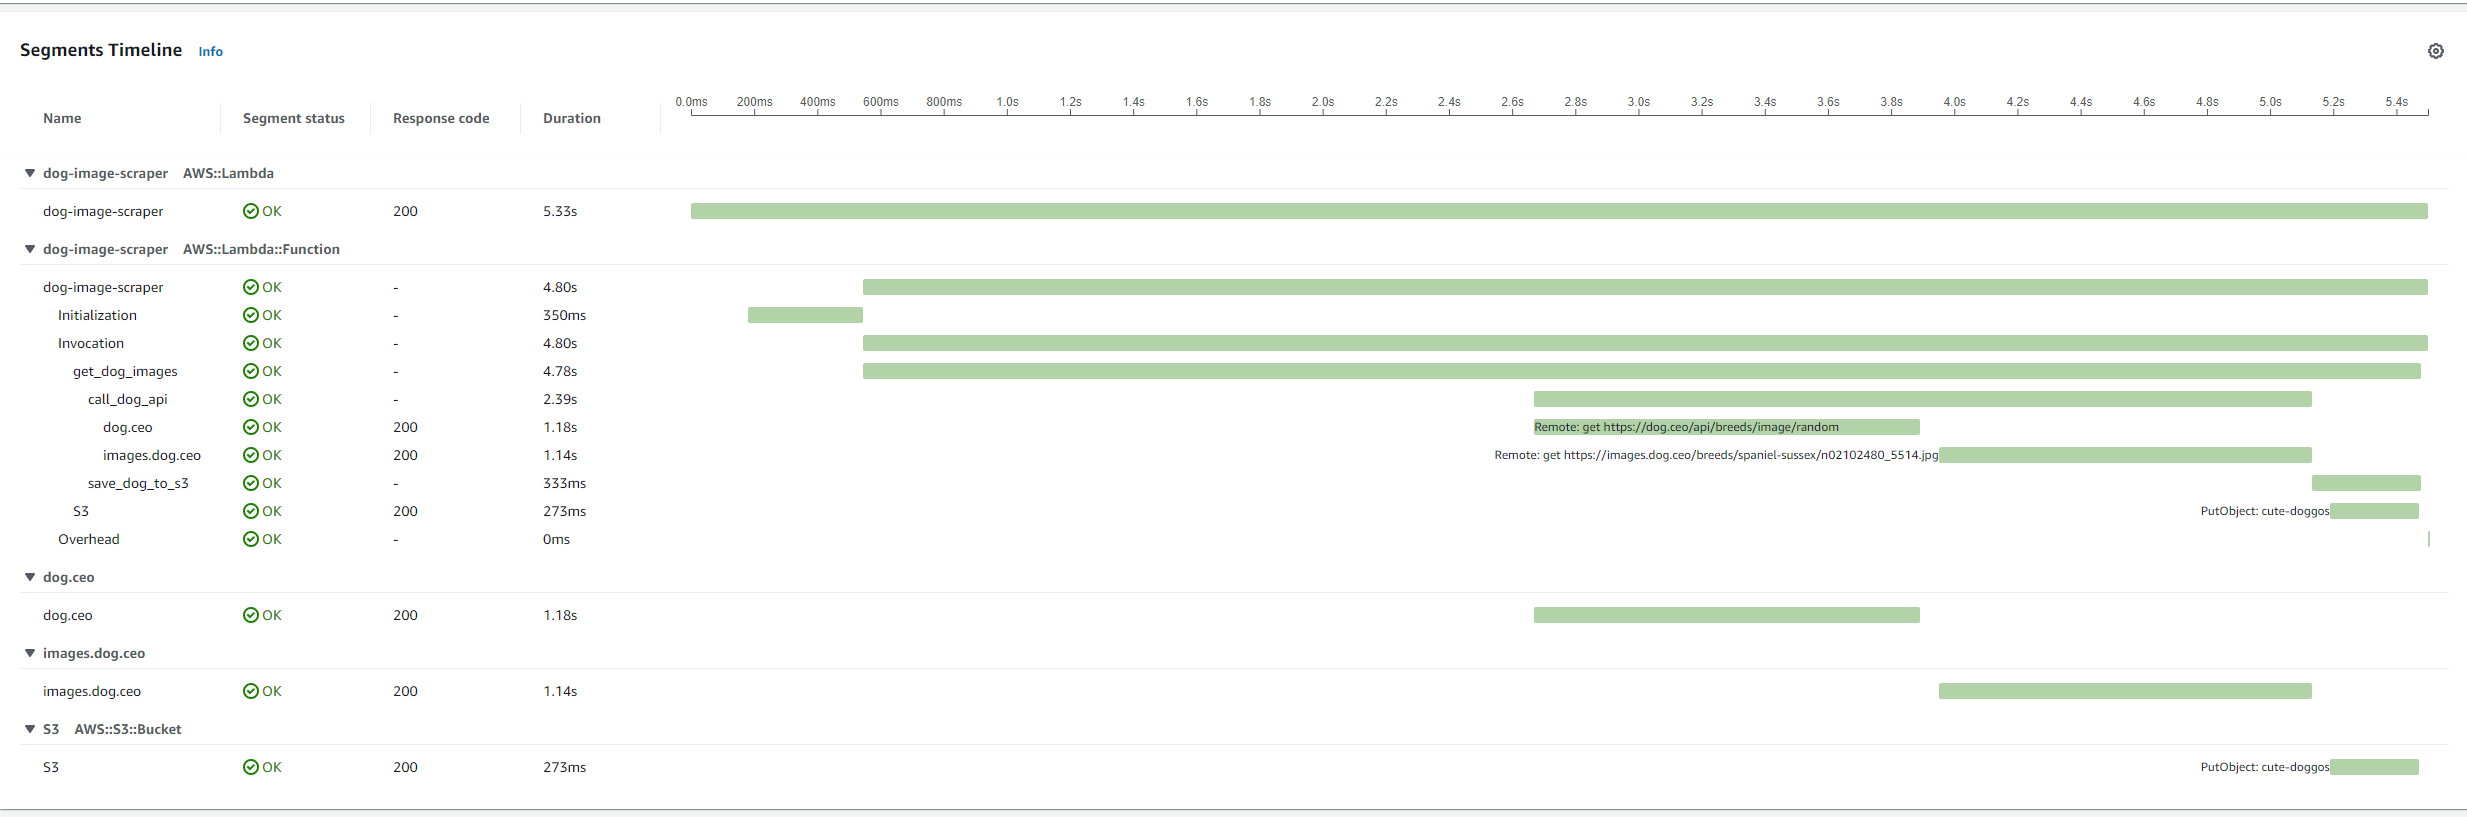 Segments Timeline Info
0.0ms 200ms 400ms 600ms 800ms 1.0s 1.2s 1.4s 1.6s 1.8s 2.0s 2.2s 2.4s 2.6s 2.8s 3.0s 3.2s 3.4s 3.6s 3.8s 4.0s 4.2s 4.4s 4.6s 4.8s 5.0s 5.2s 5.4s
Name Segment status Response code Duration
dog-image-scraper AWS::Lambda
dog-image-scraper OK 200 5.33s
dog-image-scraper AWS::Lambda::Function
dog-image-scraper OK - 4.80s
Initialization OK - 350ms
Invocation OK - 4.80s
get_dog_images OK - 4.78s
call_dog_api OK - 2.39s
dog.ceo OK 200 1.18s Remote: get https://dog.ceo/api/breeds/image/random
images.dog.ceo OK 200 1.14s Remote: get https://images.dog.ceo/breeds/spaniel-sussex/n02102480_5514.jpg
save_dog_to_s3 OK - 333ms
S3 OK 200 273ms PutObject: cute-doggos
Overhead OK - 0ms
dog.ceo
dog.ceo OK 200 1.18s
images.dog.ceo
images.dog.ceo OK 200 1.14s
S3 AWS::S3::Bucket
S3 OK 200 273ms PutObject: cute-doggos